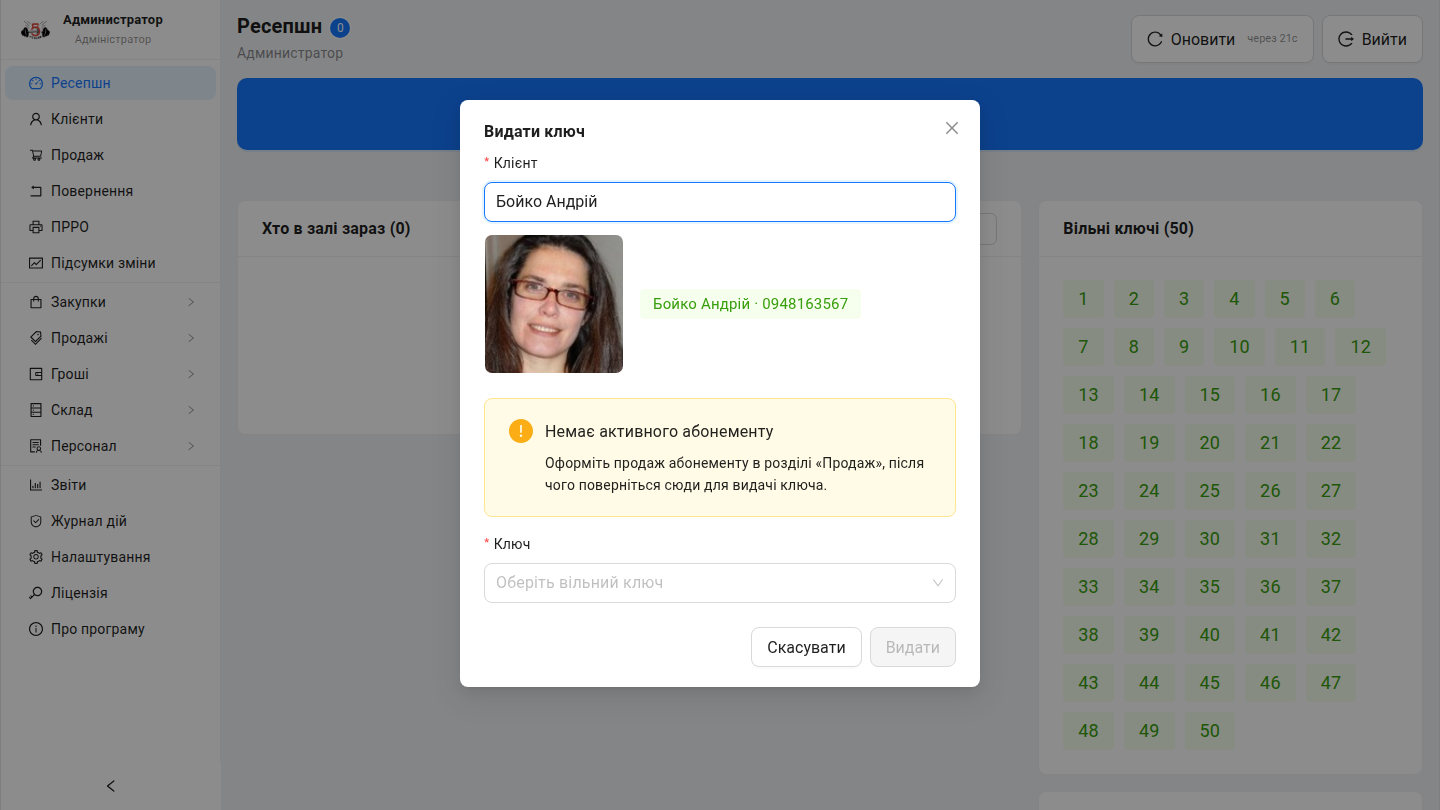 Администратор
Адміністратор
Ресепшн
Клієнти
Продаж
Повернення
ПРРО
Підсумки зміни
Закупки
Продажі
Гроші
Склад
Персонал
Звіти
Журнал дій
Налаштування
Ліцензія
Про програму
Ресепшн 0
Администратор
Оновити через 21с
Вийти
Хто в залі зараз (0)
Видати ключ
* Клієнт
Бойко Андрій
Бойко Андрій · 0948163567
Немає активного абонементу
Оформіть продаж абонементу в розділі «Продаж», після
чого поверніться сюди для видачі ключа.
* Ключ
Оберіть вільний ключ
Скасувати
Видати
Вільні ключі (50)
1 2 3 4 5 6
7 8 9 10 11 12
13 14 15 16 17
18 19 20 21 22
23 24 25 26 27
28 29 30 31 32
33 34 35 36 37
38 39 40 41 42
43 44 45 46 47
48 49 50